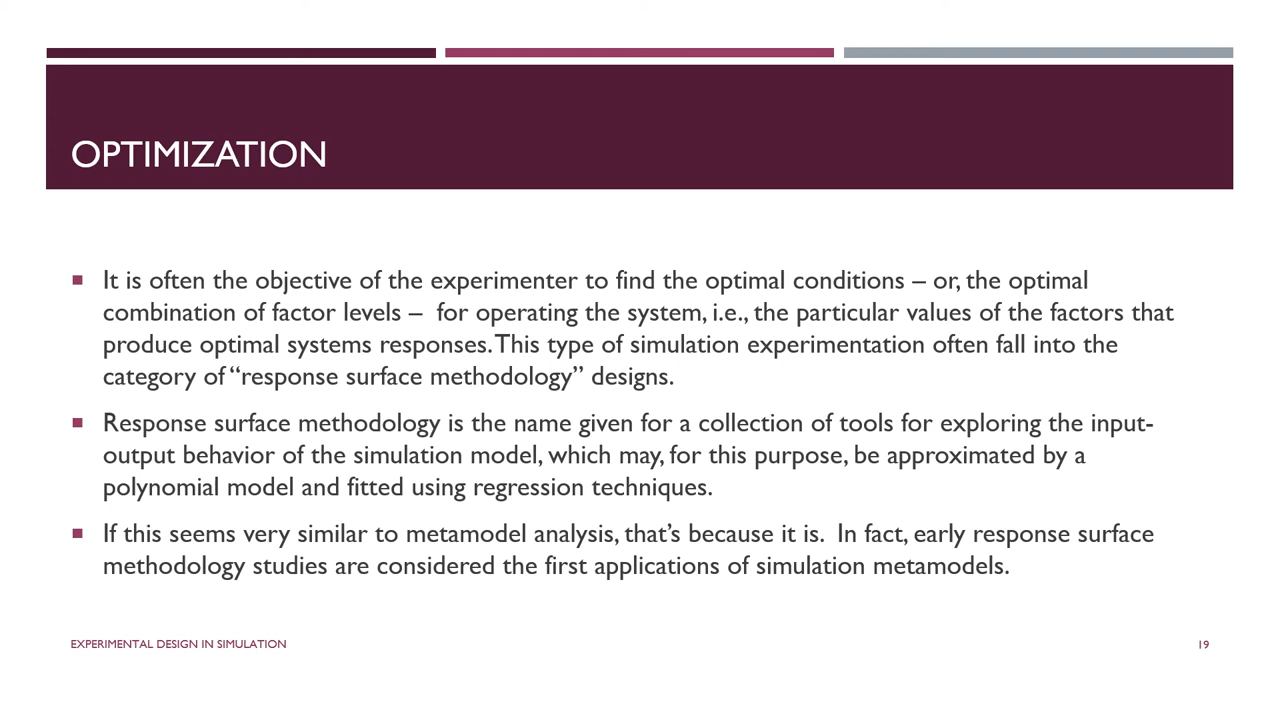 OPTIMIZATION
It is often the objective of the experimenter to find the optimal conditions – or, the optimal
combination of factor levels –  for operating the system, i.e., the particular values of the factors that
produce optimal systems responses. This type of simulation experimentation often fall into the
category of “response surface methodology” designs.
Response surface methodology is the name given for a collection of tools for exploring the input-
output behavior of the simulation model, which may, for this purpose, be approximated by a
polynomial model and fitted using regression techniques.
If this seems very similar to metamodel analysis, that’s because it is.  In fact, early response surface
methodology studies are considered the first applications of simulation metamodels.
EXPERIMENTAL DESIGN IN SIMULATION
19